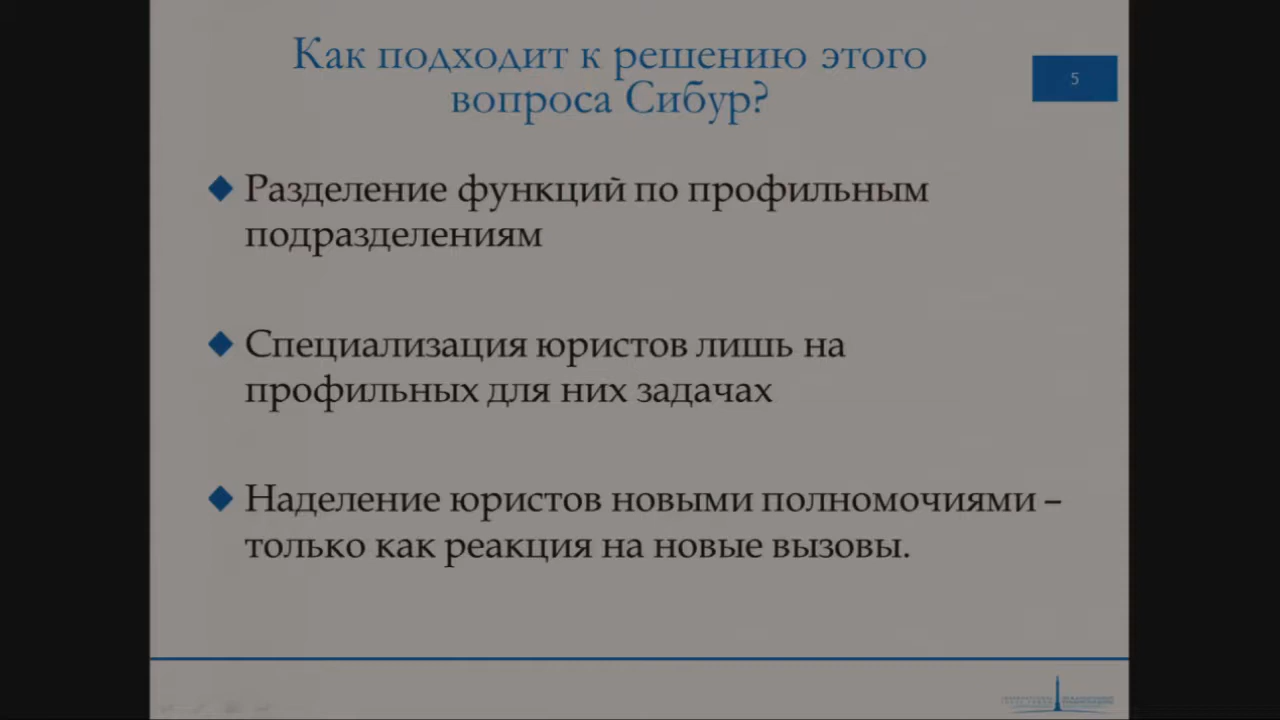 Как подходит к решению этого
вопроса Сибур?
5
Разделение функций по профильным
подразделениям
Специализация юристов лишь на
профильных для них задачах
Наделение юристов новыми полномочиями –
только как реакция на новые вызовы.